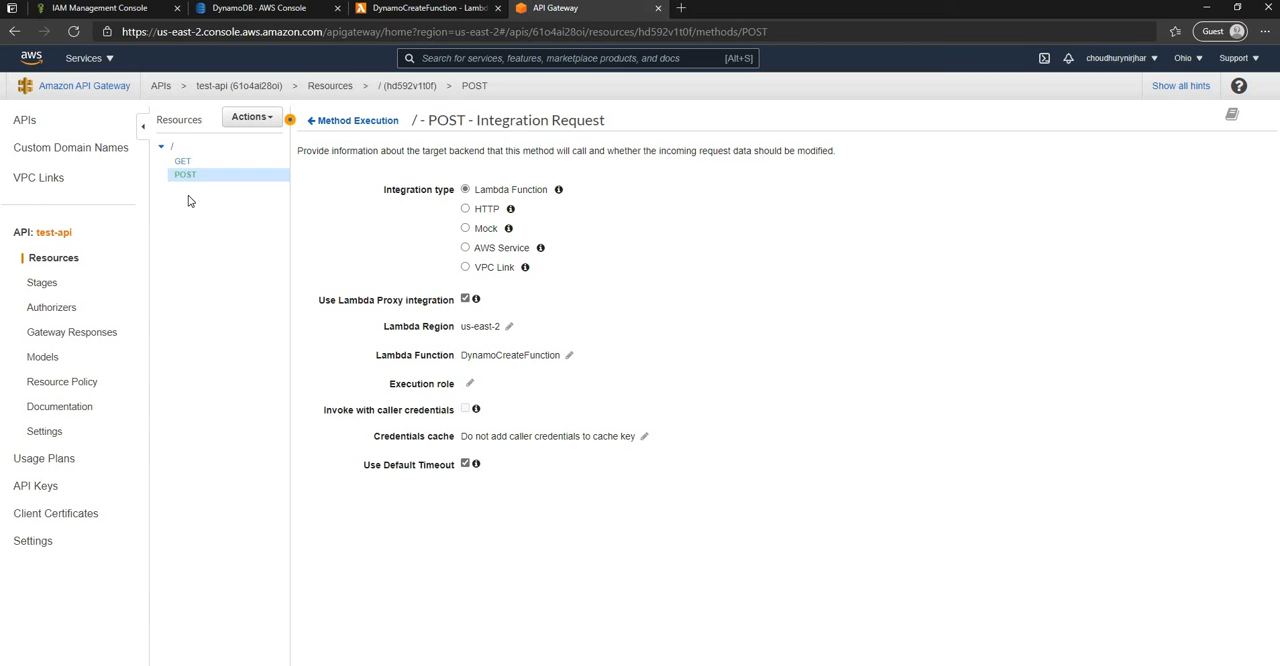 IAM Management Console
DynamoDB · AWS Console
DynamoCreateFunction - Lambd
API Gateway
https://us-east-2.console.aws.amazon.com/apigateway/home?region=us-east-2#/apis/61o4ai28oi/resources/hd592v1t0f/methods/POST
Guest
aws
Services ▼
Search for services, features, marketplace products, and docs [Alt+S]
choudhurynirjhar ▼
Ohio ▼
Support ▼
Amazon API Gateway
APIs > test-api (61o4ai28oi) > Resources > / (hd592v1t0f) > POST
Show all hints
APIs
Custom Domain Names
VPC Links
API: test-api
Resources
Stages
Authorizers
Gateway Responses
Models
Resource Policy
Documentation
Settings
Usage Plans
API Keys
Client Certificates
Settings
Resources
Actions
/
GET
POST
Method Execution / - POST - Integration Request
Provide information about the target backend that this method will call and whether the incoming request data should be modified.
Integration type Lambda Function
HTTP
Mock
AWS Service
VPC Link
Use Lambda Proxy integration
Lambda Region us-east-2
Lambda Function DynamoCreateFunction
Execution role
Invoke with caller credentials
Credentials cache Do not add caller credentials to cache key
Use Default Timeout